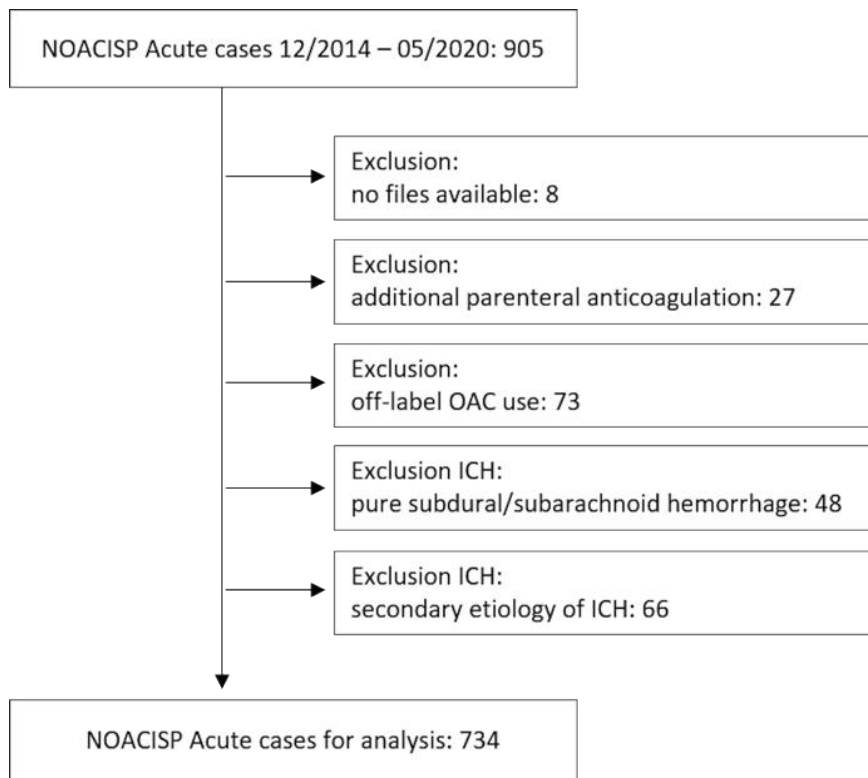 NOACISP Acute cases 12/2014 – 05/2020: 905
Exclusion:
no files available: 8
Exclusion:
additional parenteral anticoagulation: 27
Exclusion:
off-label OAC use: 73
Exclusion ICH:
pure subdural/subarachnoid hemorrhage: 48
Exclusion ICH:
secondary etiology of ICH: 66
NOACISP Acute cases for analysis: 734